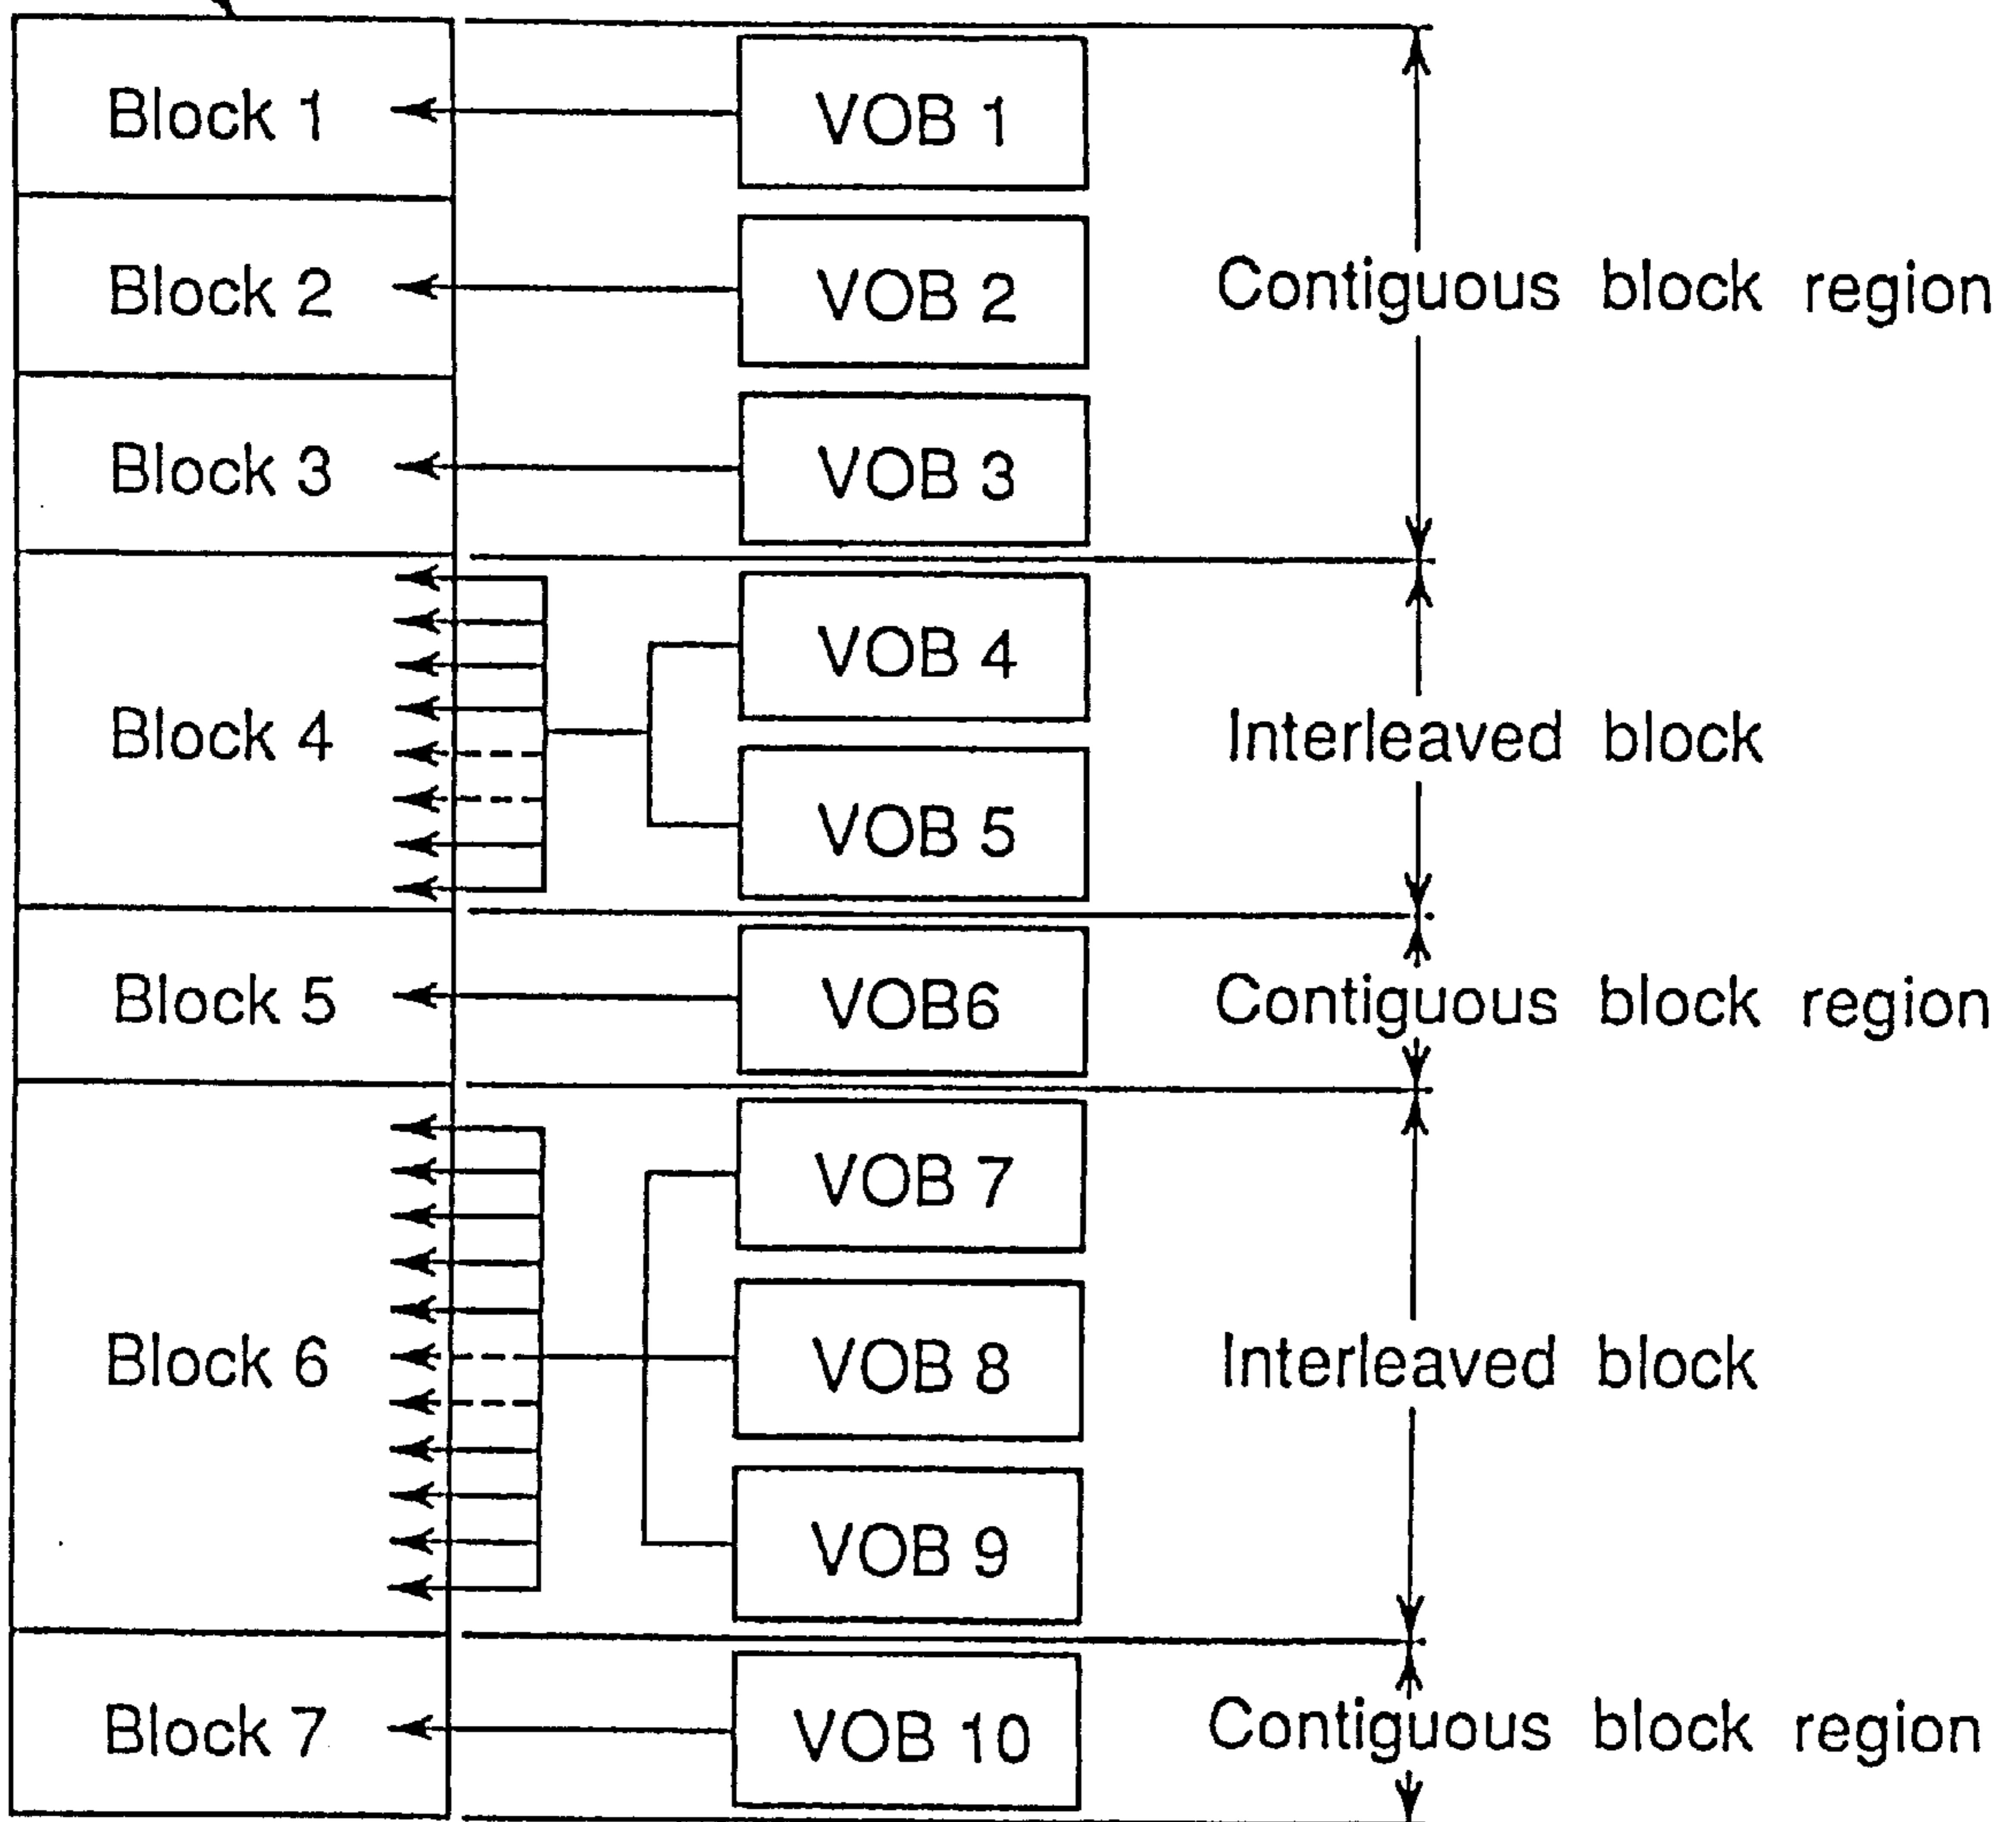 Block 1
VOB 1
Block 2
VOB 2
Contiguous block region
Block 3
VOB 3
VOB 4
Block 4
Interleaved block
VOB 5
Block 5
VOB6
Contiguous block region
VOB 7
Block 6
VOB 8
Interleaved block
VOB 9
Block 7
VOB 10
Contiguous block region